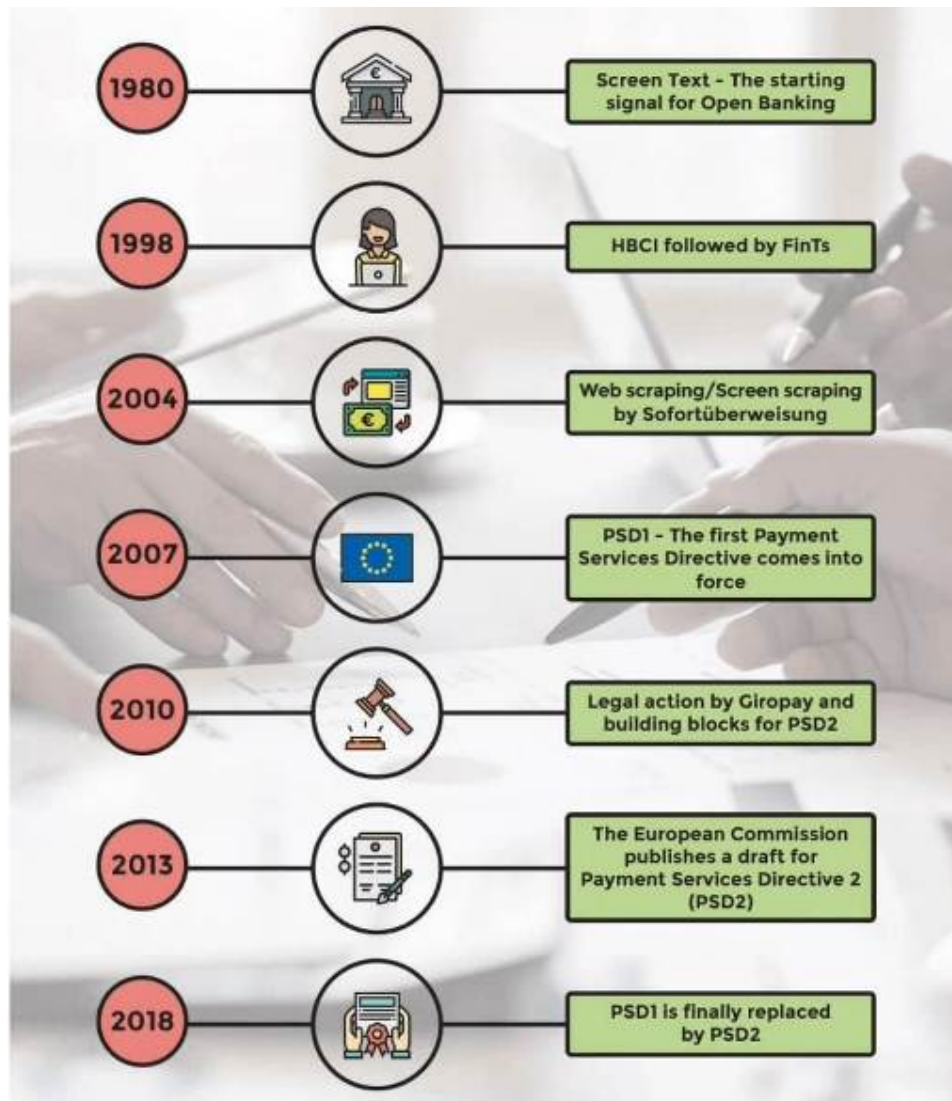 1980
Screen Text - The starting
signal for Open Banking
1998
HBCI followed by FinTs
2004
Web scraping/Screen scraping
by Sofortüberweisung
2007
PSD1 - The first Payment
Services Directive comes into
force
2010
Legal action by Giropay and
building blocks for PSD2
2013
The European Commission
publishes a draft for
Payment Services Directive 2
(PSD2)
2018
PSD1 is finally replaced
by PSD2